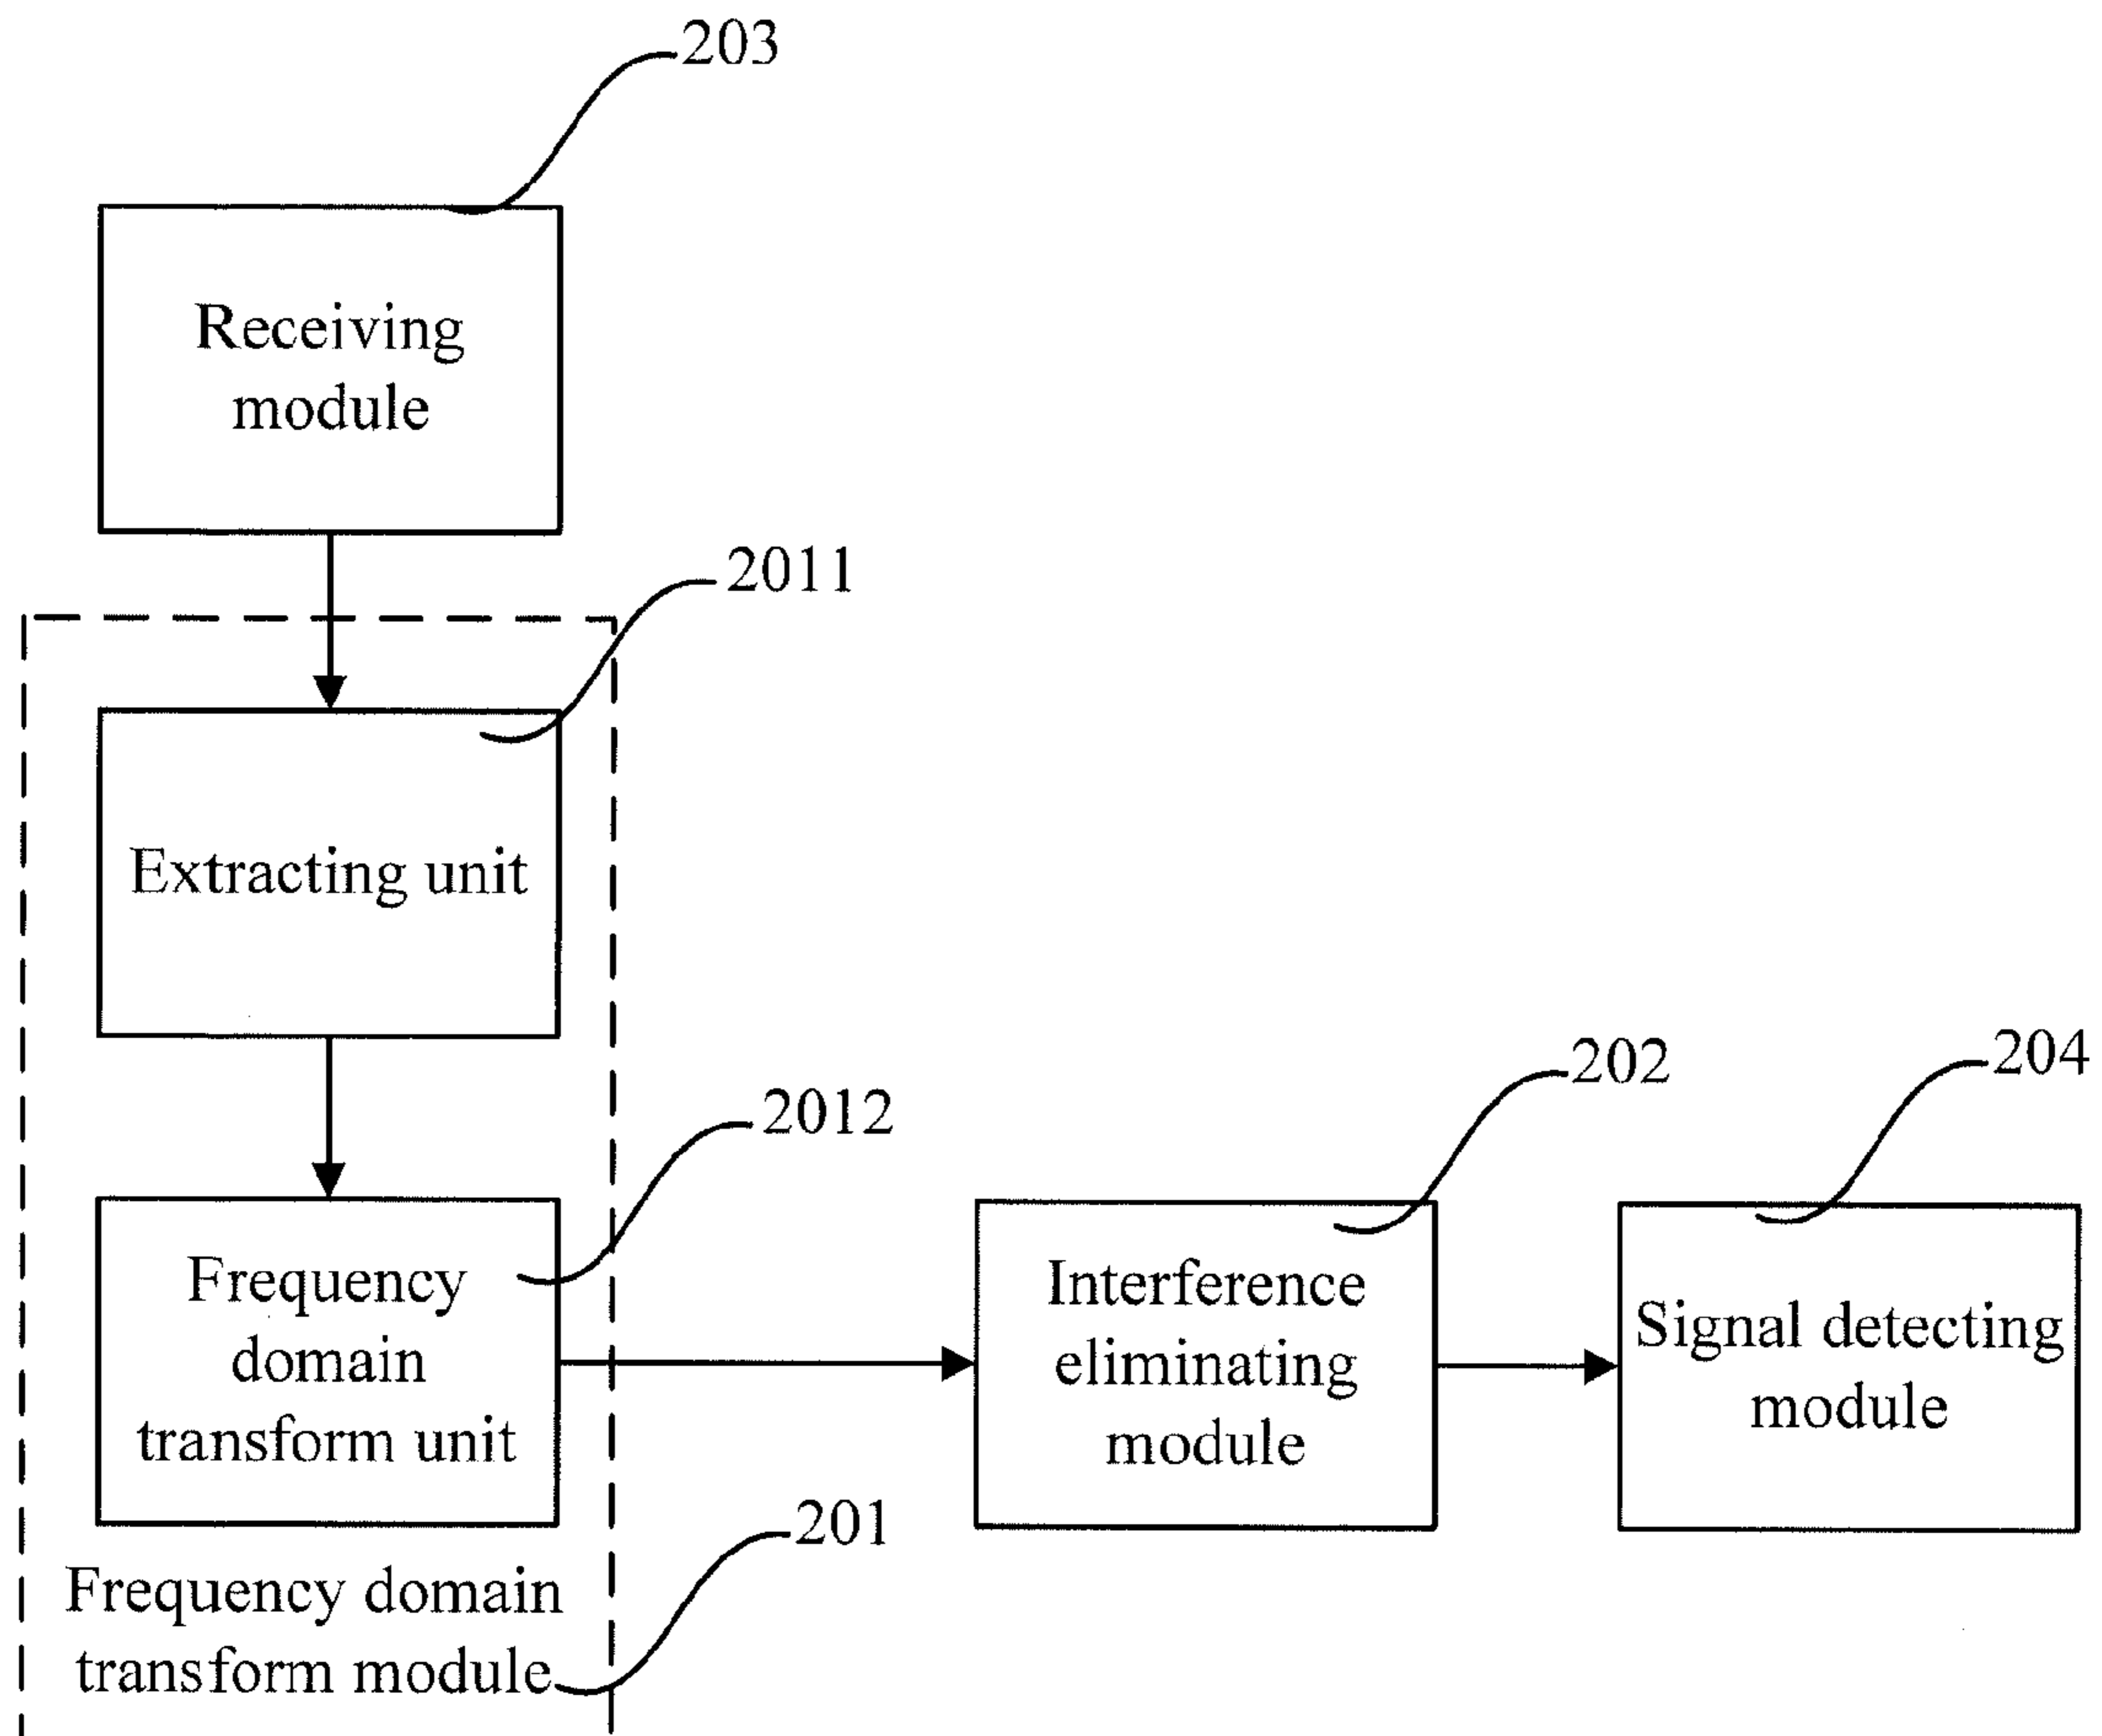 203
Receiving
module
2011
Extracting unit
2012
Frequency
domain
transform unit
202
Interference
eliminating
module
204
Signal detecting
module
201
Frequency domain
transform module